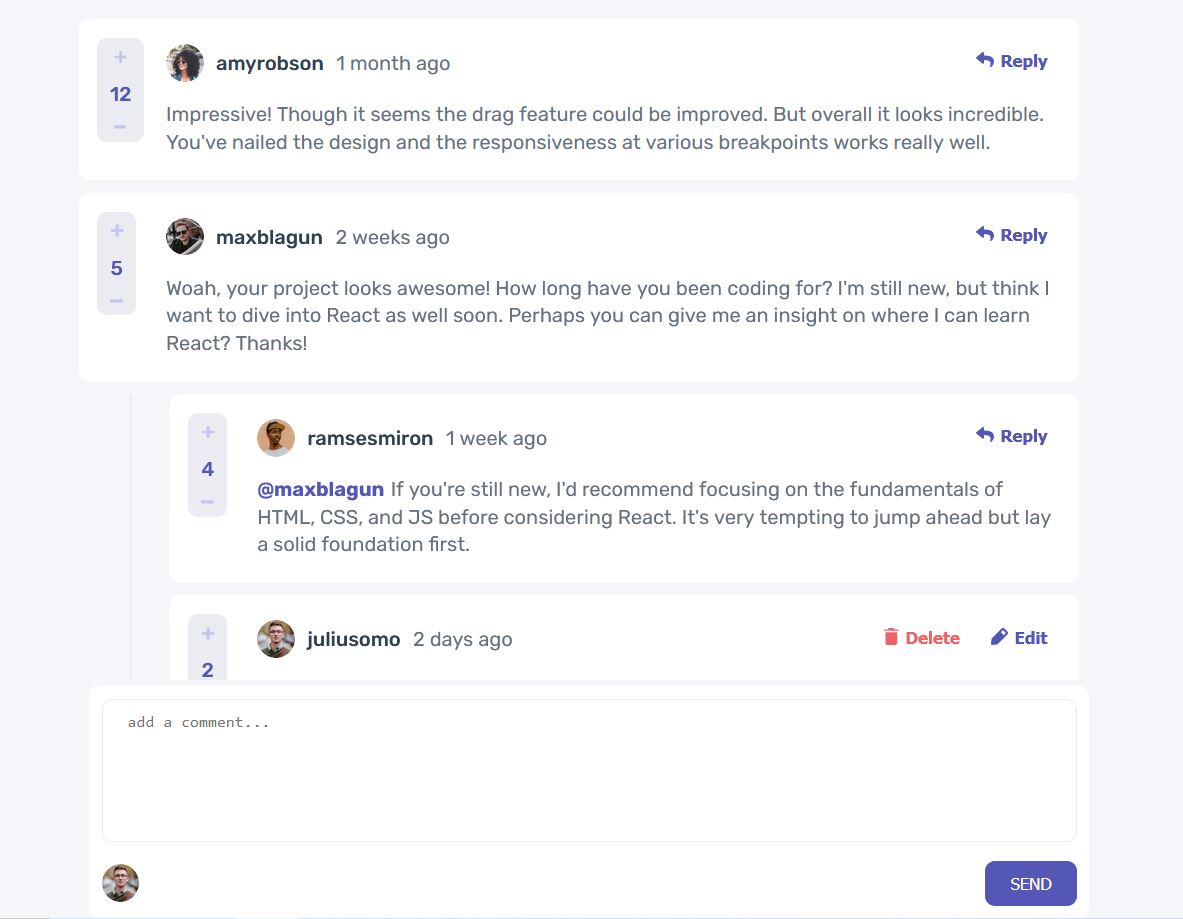 +
12
−
amyrobson 1 month ago Reply
Impressive! Though it seems the drag feature could be improved. But overall it looks incredible.
You've nailed the design and the responsiveness at various breakpoints works really well.
+
5
−
maxblagun 2 weeks ago Reply
Woah, your project looks awesome! How long have you been coding for? I'm still new, but think I
want to dive into React as well soon. Perhaps you can give me an insight on where I can learn
React? Thanks!
+
4
−
ramsesmiron 1 week ago Reply
@maxblagun If you're still new, I'd recommend focusing on the fundamentals of
HTML, CSS, and JS before considering React. It's very tempting to jump ahead but lay
a solid foundation first.
+
2
juliusomo 2 days ago Delete Edit
add a comment...
SEND